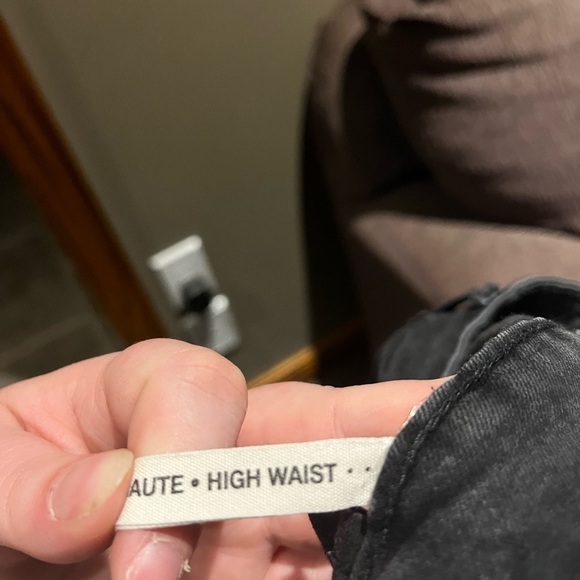 AUTE • HIGH WAIST • •